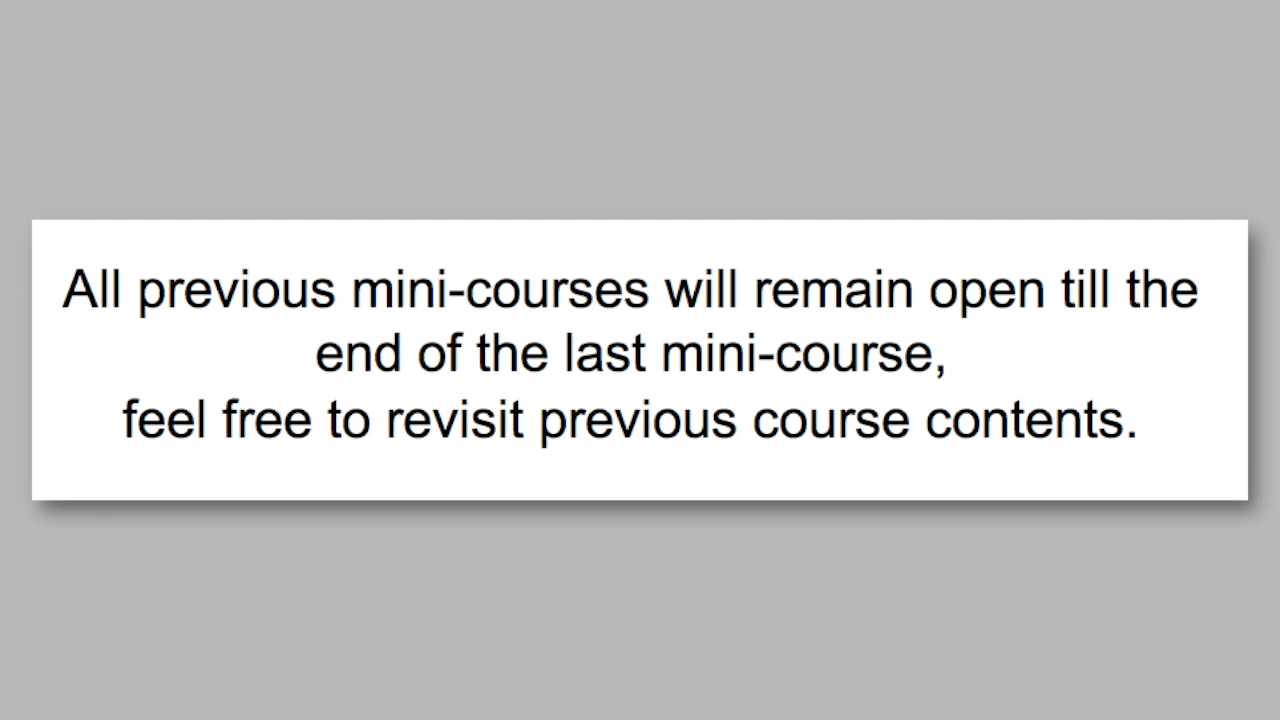 All previous mini-courses will remain open till the
end of the last mini-course,
feel free to revisit previous course contents.